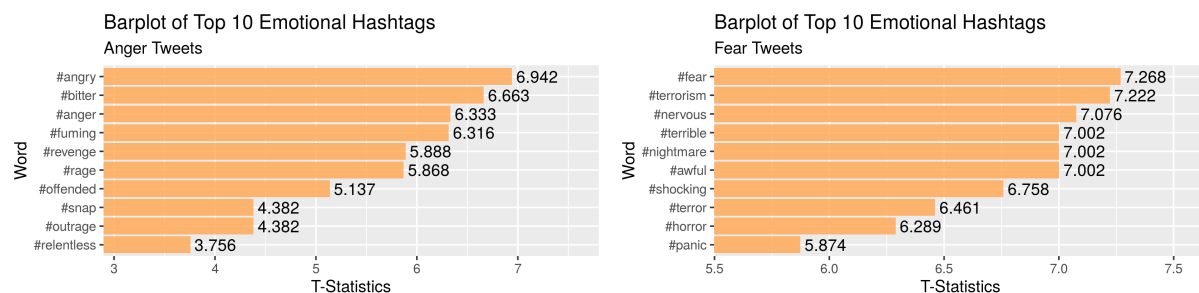 Barplot of Top 10 Emotional Hashtags
Anger Tweets
Word
#angry 6.942
#bitter 6.663
#anger 6.333
#fuming 6.316
#revenge 5.888
#rage 5.868
#offended 5.137
#snap 4.382
#outrage 4.382
#relentless 3.756
3 4 5 6 7
T-Statistics
Barplot of Top 10 Emotional Hashtags
Fear Tweets
Word
#fear 7.268
#terrorism 7.222
#nervous 7.076
#terrible 7.002
#nightmare 7.002
#awful 7.002
#shocking 6.758
#terror 6.461
#horror 6.289
#panic 5.874
5.5 6.0 6.5 7.0 7.5
T-Statistics